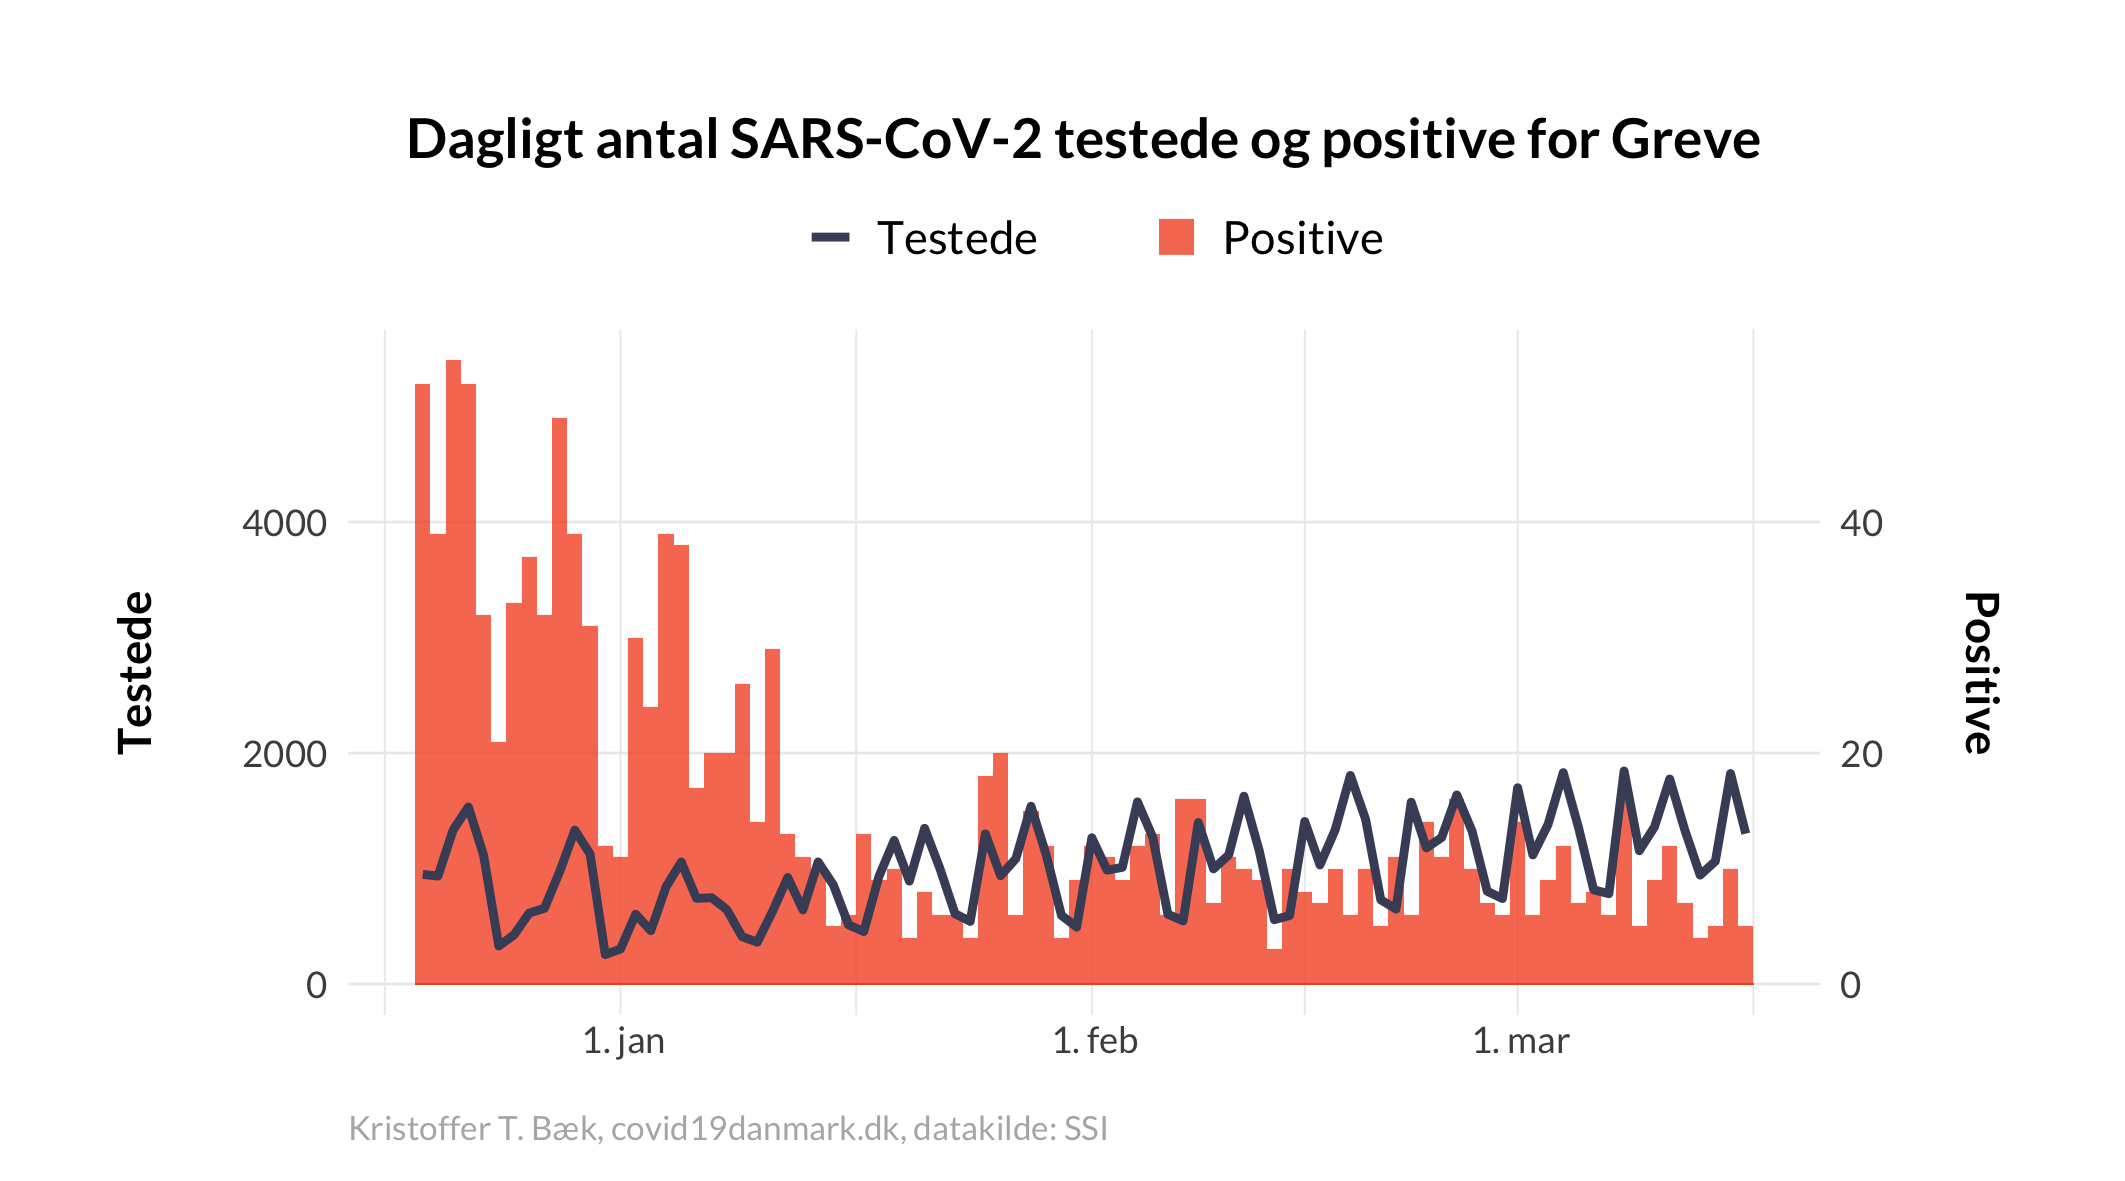 Dagligt antal SARS-CoV-2 testede og positive for Greve
Testede
Positive
4000
2000
0
Testede
40
20
0
Positive
1. jan
1. feb
1. mar
Kristoffer T. Bæk, covid19danmark.dk, datakilde: SSI